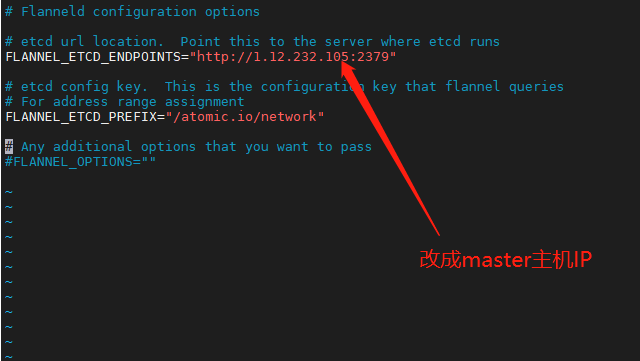 # Flanneld configuration options
# etcd url location.  Point this to the server where etcd runs
FLANNEL_ETCD_ENDPOINTS="http://1.12.232.105:2379"
# etcd config key.  This is the configuration key that flannel queries
# For address range assignment
FLANNEL_ETCD_PREFIX="/atomic.io/network"
# Any additional options that you want to pass
#FLANNEL_OPTIONS=""
~
~
~
~
~
~
改成master主机IP
~
~
~
~
~
~